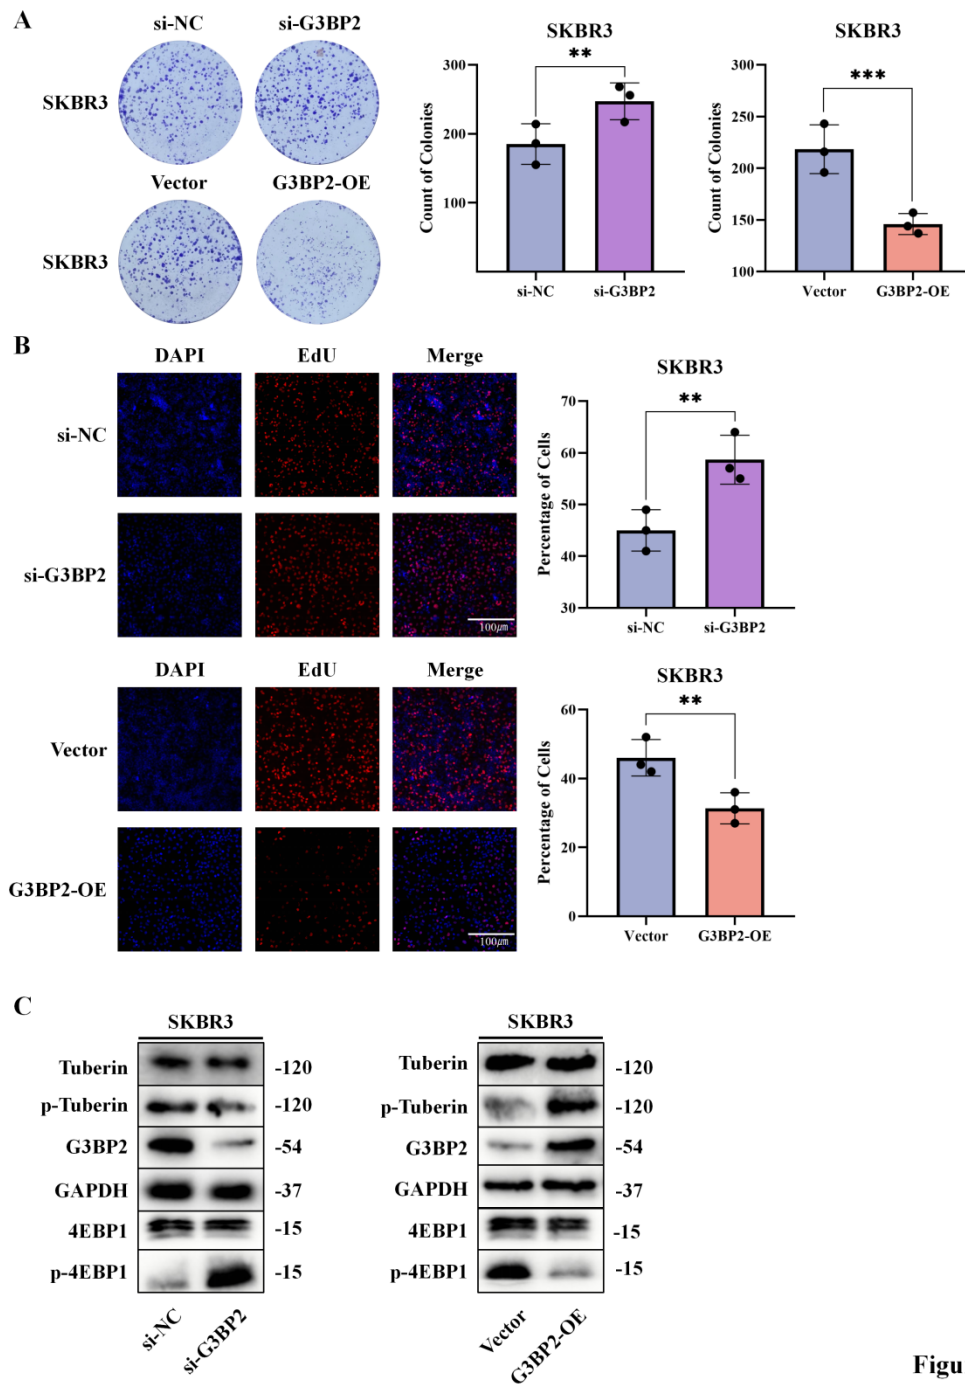 A
si-NC si-G3BP2
SKBR3
Vector G3BP2-OE
SKBR3
SKBR3
**
300
200
100
Count of Colonies
si-NC si-G3BP2
SKBR3
***
300
250
200
150
100
Count of Colonies
Vector G3BP2-OE
B
DAPI EdU Merge
si-NC
si-G3BP2
100μm
SKBR3
**
70
60
50
40
30
Percentage of Cells
si-NC si-G3BP2
DAPI EdU Merge
Vector
G3BP2-OE
100μm
SKBR3
**
60
40
20
0
Percentage of Cells
Vector G3BP2-OE
C
SKBR3
Tuberin -120
p-Tuberin -120
G3BP2 -54
GAPDH -37
4EBP1 -15
p-4EBP1 -15
si-NC si-G3BP2
SKBR3
Tuberin -120
p-Tuberin -120
G3BP2 -54
GAPDH -37
4EBP1 -15
p-4EBP1 -15
Vector G3BP2-OE
Figu